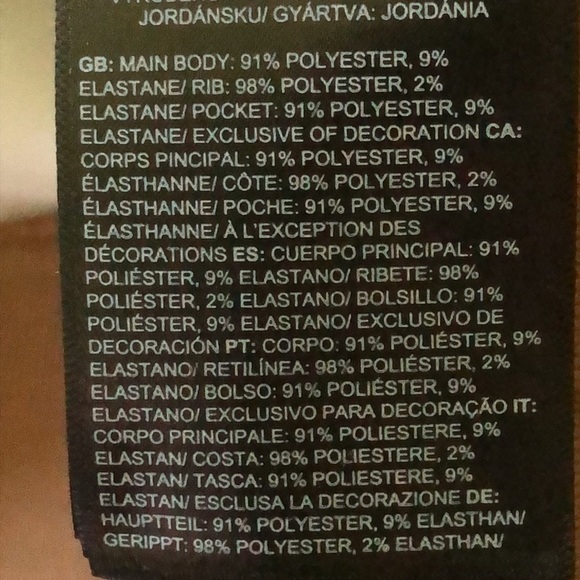 JORDÁNSKU/ GYÁRTVA: JORDÁNIA
GB: MAIN BODY: 91% POLYESTER, 9%
ELASTANE/ RIB: 98% POLYESTER, 2%
ELASTANE/ POCKET: 91% POLYESTER, 9%
ELASTANE/ EXCLUSIVE OF DECORATION CA:
CORPS PINCIPAL: 91% POLYESTER, 9%
ÉLASTHANNE/ CÔTE: 98% POLYESTER, 2%
ÉLASTHANNE/ POCHE: 91% POLYESTER, 9%
ÉLASTHANNE/ À L'EXCEPTION DES
DÉCORATIONS ES: CUERPO PRINCIPAL: 91%
POLIÉSTER, 9% ELASTANO/ RIBETE: 98%
POLIÉSTER, 2% ELASTANO/ BOLSILLO: 91%
POLIÉSTER, 9% ELASTANO/ EXCLUSIVO DE
DECORACIÓN PT: CORPO: 91% POLIÉSTER, 9%
ELASTANO/ RETILÍNEA: 98% POLIÉSTER, 2%
ELASTANO/ BOLSO: 91% POLIÉSTER, 9%
ELASTANO/ EXCLUSIVO PARA DECORAÇÃO IT:
CORPO PRINCIPALE: 91% POLIESTERE, 9%
ELASTAN/ COSTA: 98% POLIESTERE, 2%
ELASTAN/ TASCA: 91% POLIESTERE, 9%
ELASTAN/ ESCLUSA LA DECORAZIONE DE:
HAUPTTEIL: 91% POLYESTER, 9% ELASTHAN/
GERIPPT: 98% POLYESTER, 2% ELASTHAN/